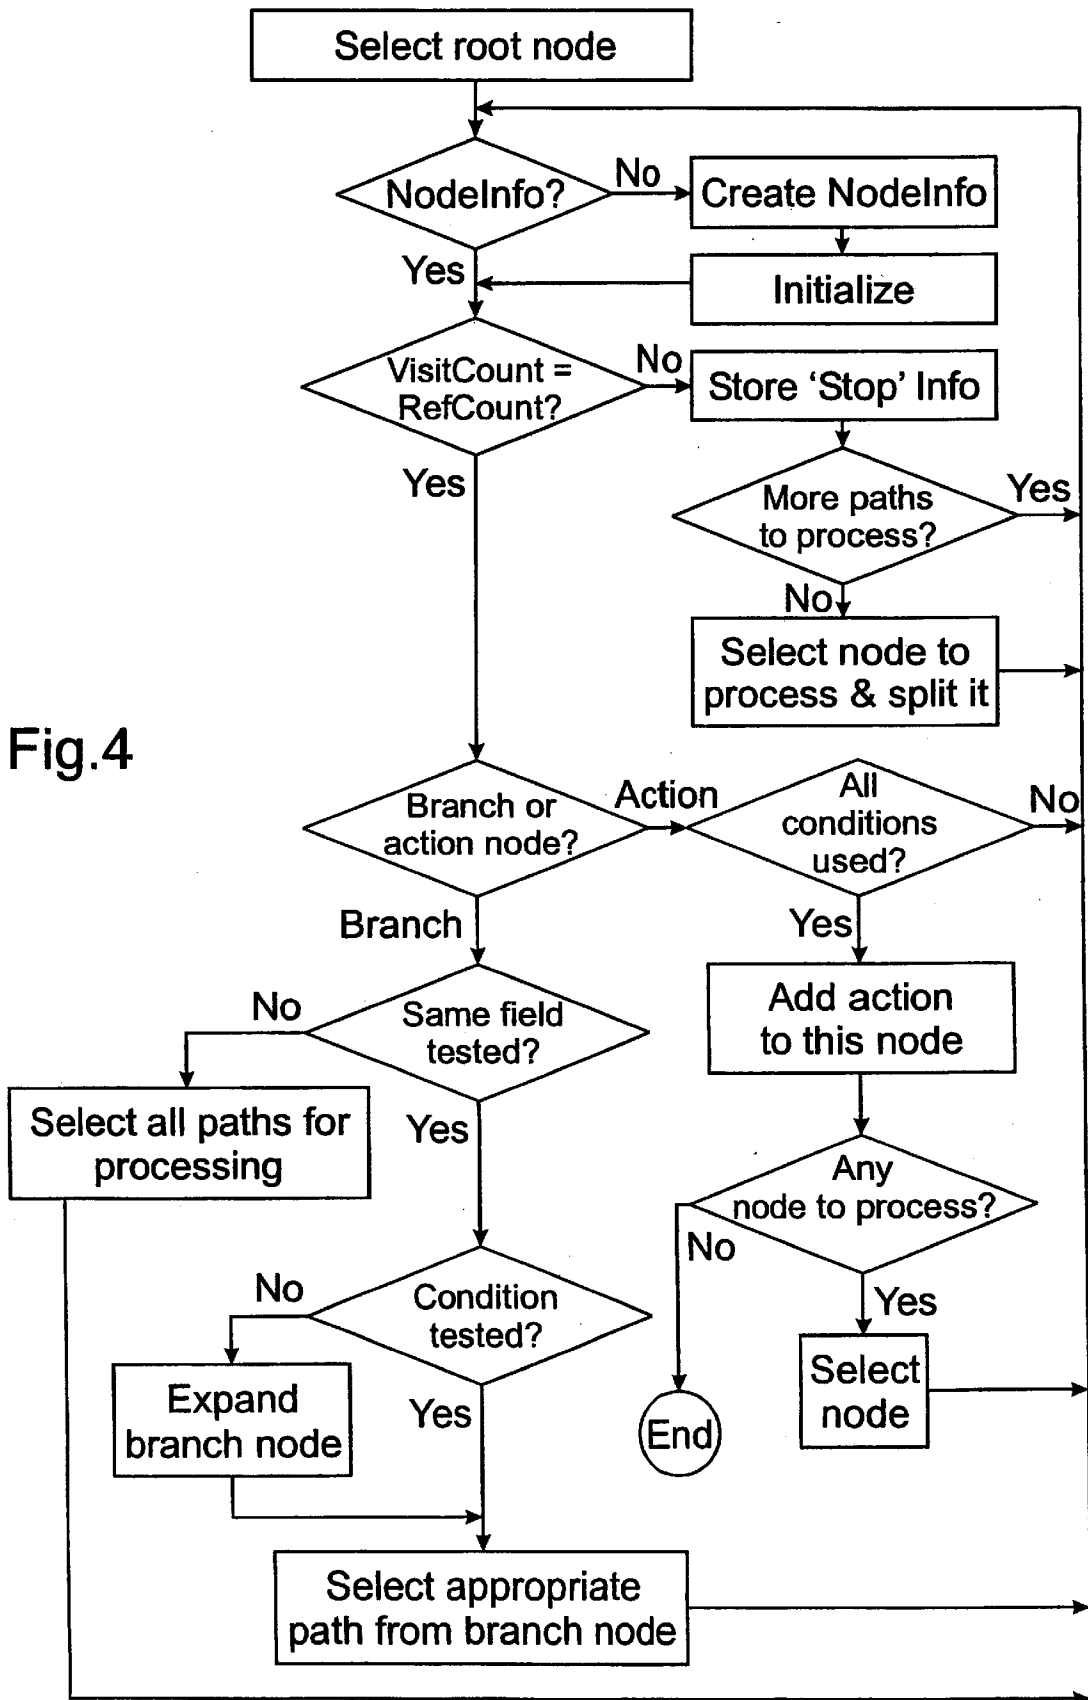 Select root node
NodeInfo?
No
Create NodeInfo
Yes
Initialize
VisitCount =
RefCount?
No
Store ‘Stop’ Info
Yes
More paths
to process?
Yes
No
Select node to
process & split it
Fig.4
Branch or
action node?
Action
All
conditions
used?
No
Branch
Yes
Same field
tested?
No
Add action
to this node
Select all paths for
processing
Yes
Any
node to process?
No
Yes
Condition
tested?
No
Select
node
Expand
branch node
Yes
End
Select appropriate
path from branch node